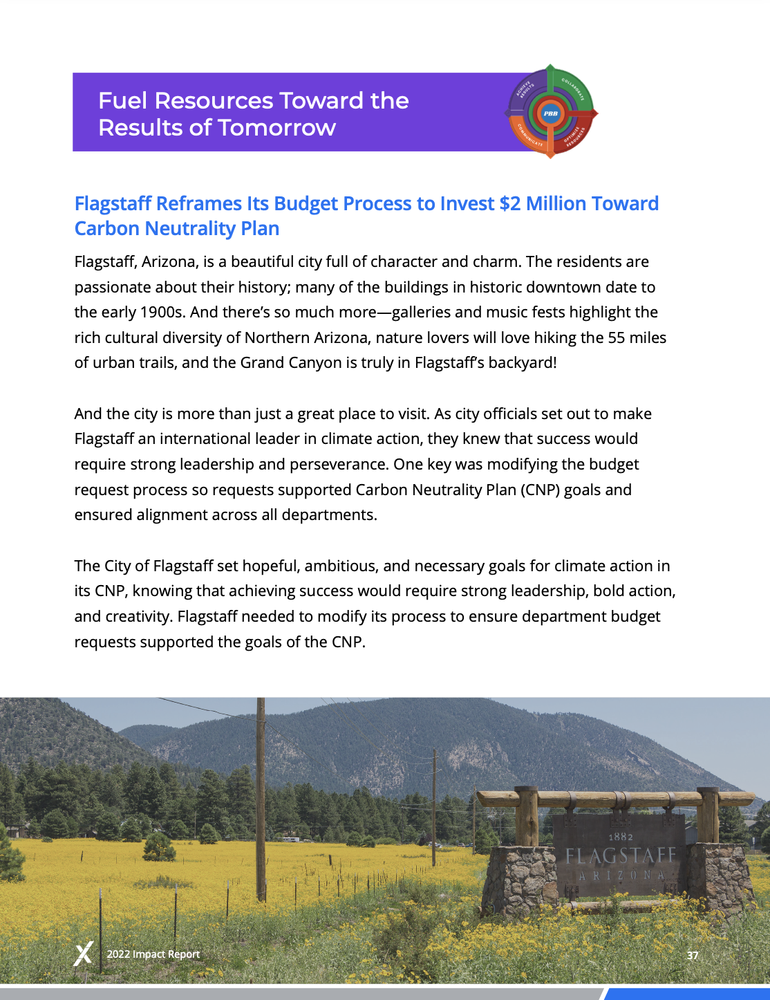 Fuel Resources Toward the
Results of Tomorrow
ACHIEVE
RESULTS
COLLABORATE
PBB
COMMUNICATE
OPTIMIZE
RESOURCES
Flagstaff Reframes Its Budget Process to Invest $2 Million Toward
Carbon Neutrality Plan
Flagstaff, Arizona, is a beautiful city full of character and charm. The residents are
passionate about their history; many of the buildings in historic downtown date to
the early 1900s. And there’s so much more—galleries and music fests highlight the
rich cultural diversity of Northern Arizona, nature lovers will love hiking the 55 miles
of urban trails, and the Grand Canyon is truly in Flagstaff’s backyard!
And the city is more than just a great place to visit. As city officials set out to make
Flagstaff an international leader in climate action, they knew that success would
require strong leadership and perseverance. One key was modifying the budget
request process so requests supported Carbon Neutrality Plan (CNP) goals and
ensured alignment across all departments.
The City of Flagstaff set hopeful, ambitious, and necessary goals for climate action in
its CNP, knowing that achieving success would require strong leadership, bold action,
and creativity. Flagstaff needed to modify its process to ensure department budget
requests supported the goals of the CNP.
1882
FLAGSTAFF
ARIZONA
2022 Impact Report
37